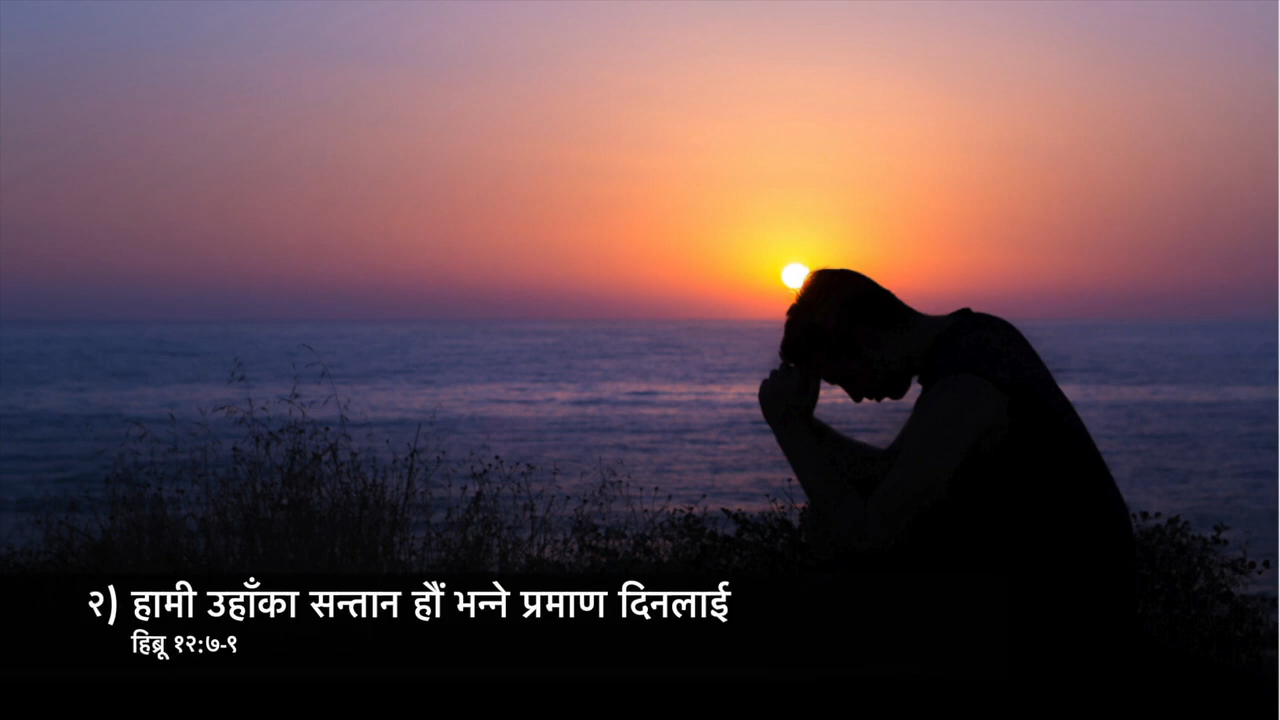 २) हामी उहाँका सन्तान हौं भन्ने प्रमाण दिनलाई
हिब्रू १२:७-९